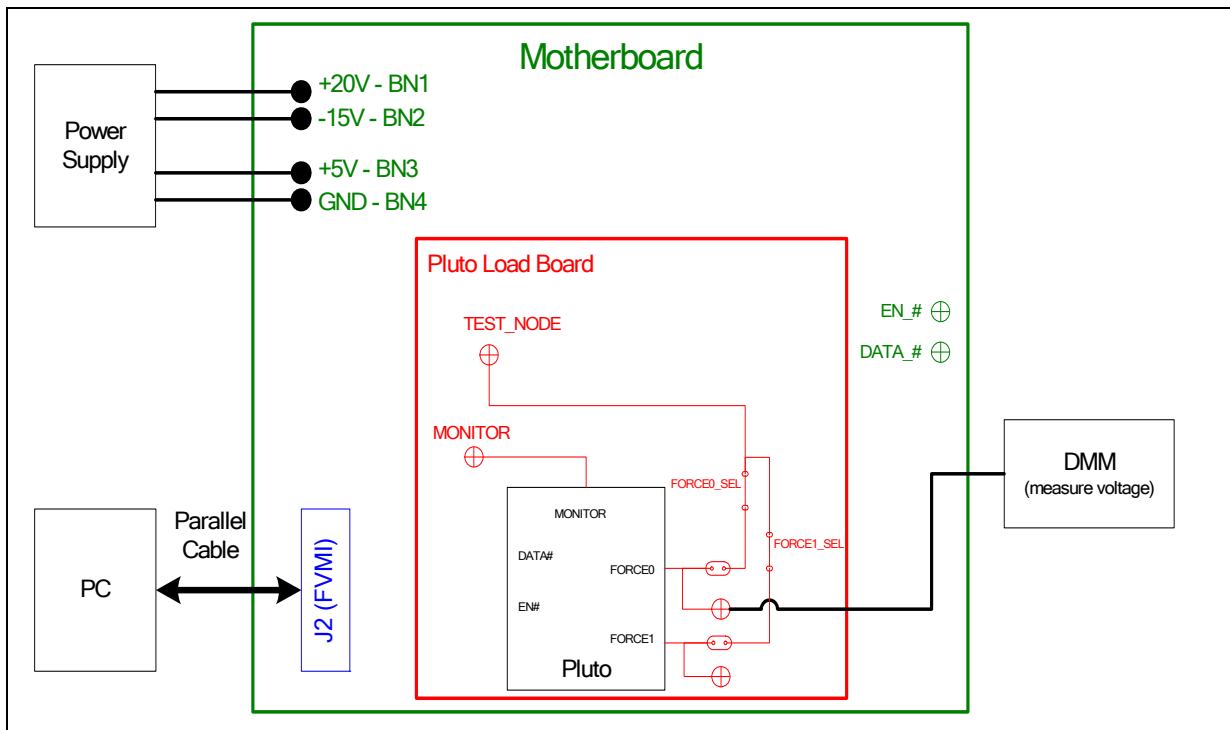 Motherboard
Power
Supply
+20V - BN1
-15V - BN2
+5V - BN3
GND - BN4
Pluto Load Board
TEST_NODE
EN_#
DATA_#
MONITOR
FORCE0_SEL
FORCE1_SEL
MONITOR
DATA#
FORCE0
EN#
FORCE1
Pluto
DMM
(measure voltage)
PC
Parallel
Cable
J2 (FVMI)